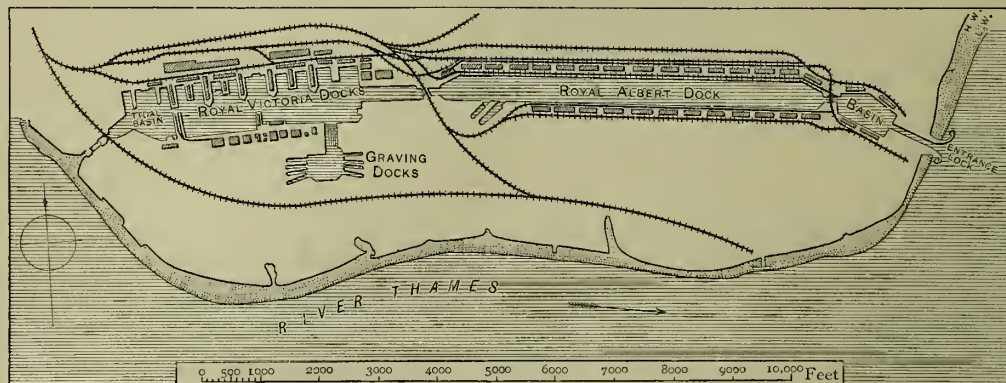 H.W.
L.W.
ROYAL VICTORIA DOCKS
ROYAL ALBERT DOCK
TIDAL
BASIN
BASIN
GRAVING
DOCKS
ENTRANCE
LOCK
RIVER THAMES
0 500 1000 2000 3000 4000 5000 6000 7000 8000 9000 10,000 Feet